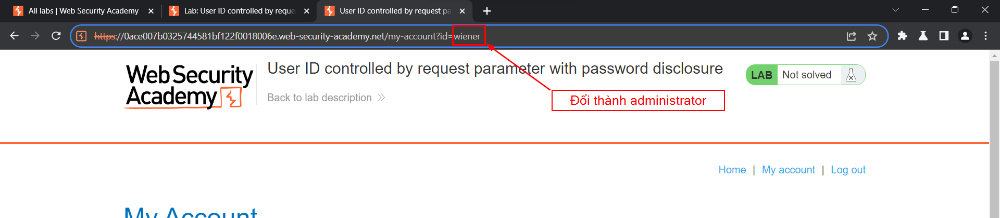 All labs | Web Security Academy
Lab: User ID controlled by reque
User ID controlled by request pa
https://0ace007b0325744581bf122f0018006e.web-security-academy.net/my-account?id=wiener
Web Security
Academy
User ID controlled by request parameter with password disclosure
Back to lab description
LAB Not solved
Đổi thành administrator
Home | My account | Log out
My Account